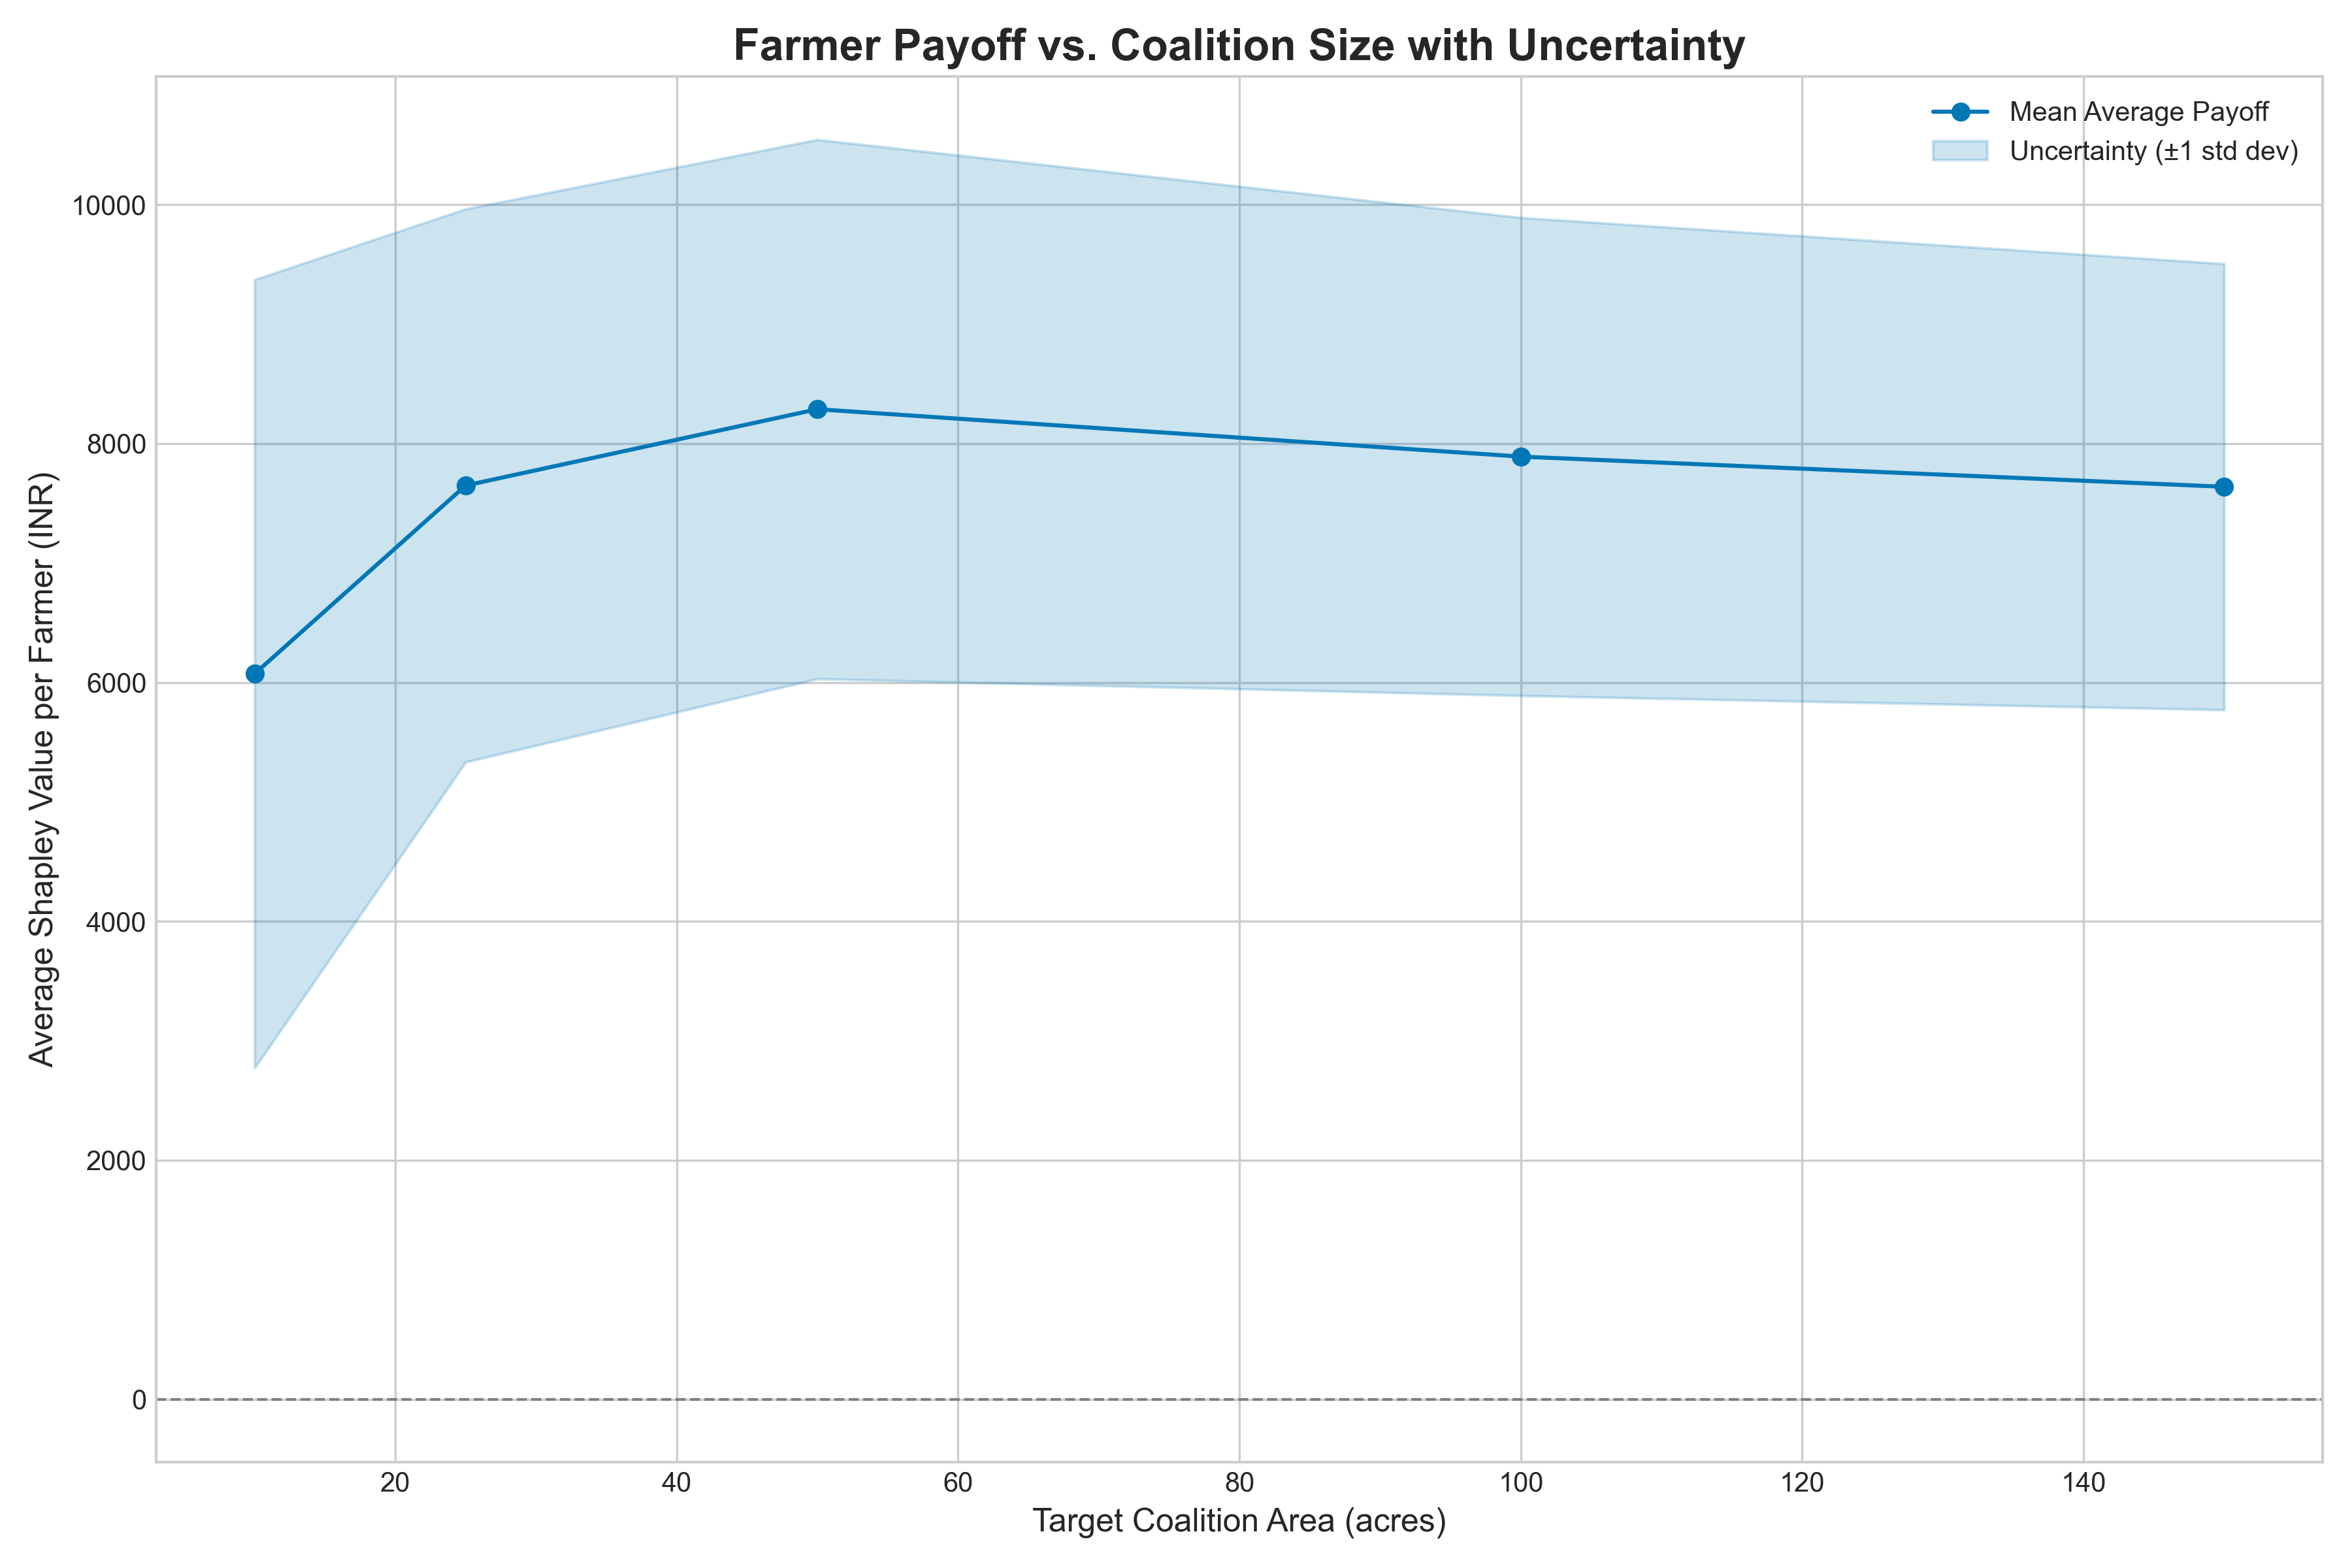 Farmer Payoff vs. Coalition Size with Uncertainty
Mean Average Payoff
Uncertainty (±1 std dev)
Average Shapley Value per Farmer (INR)
10000
8000
6000
4000
2000
0
20 40 60 80 100 120 140
Target Coalition Area (acres)